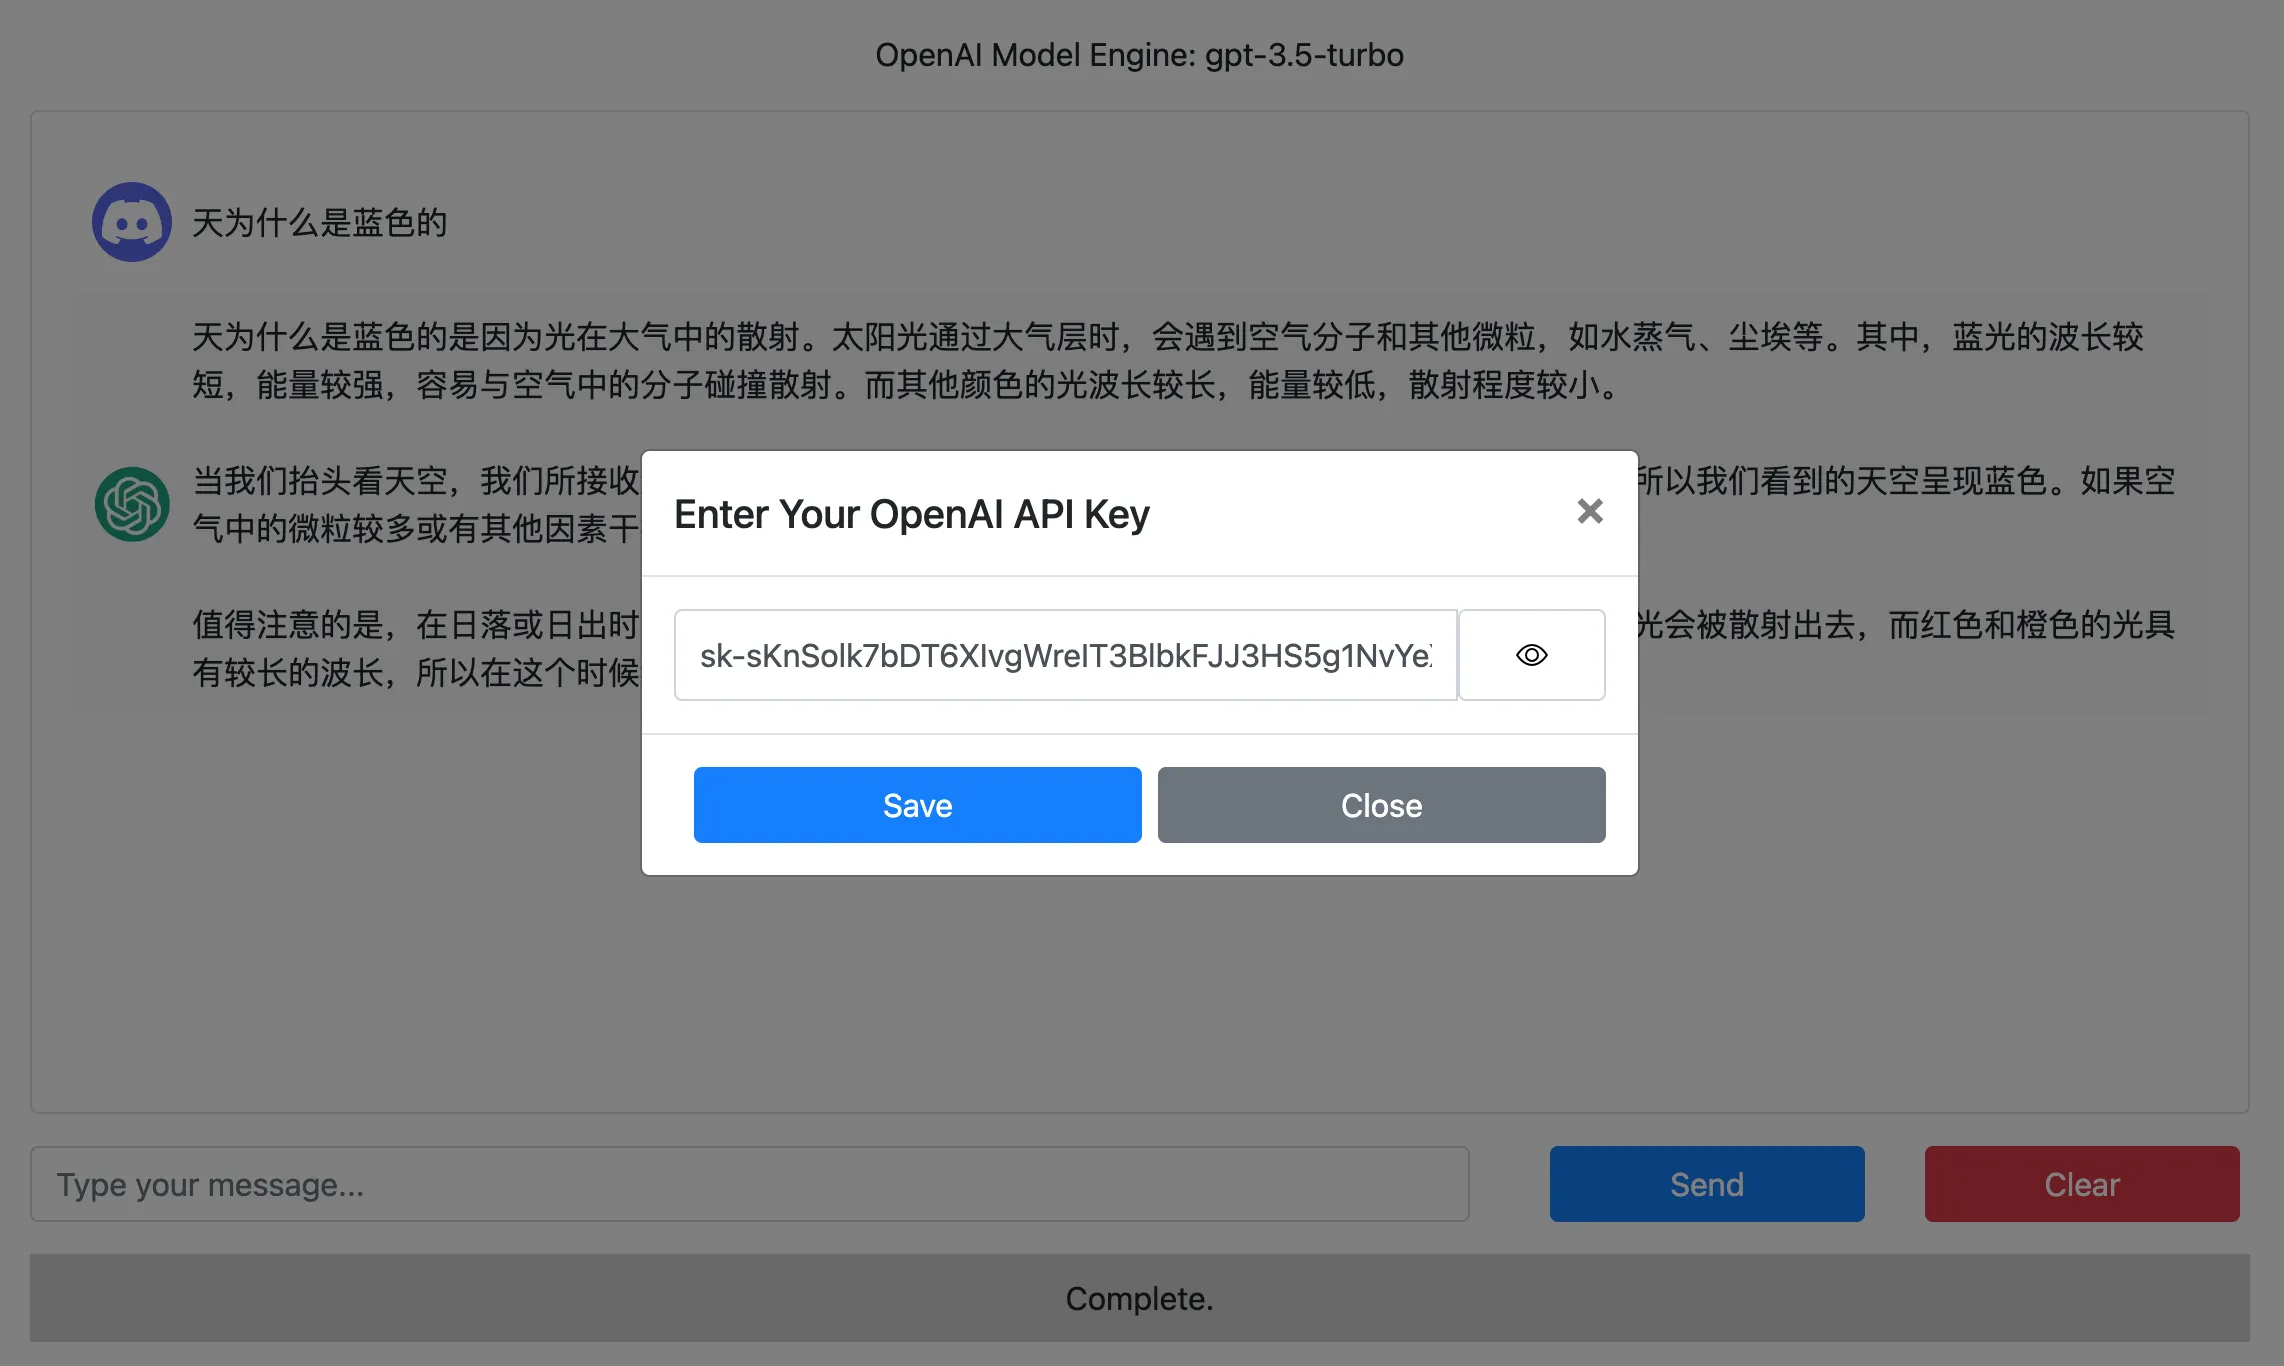 OpenAI Model Engine: gpt-3.5-turbo
天为什么是蓝色的
天为什么是蓝色的是因为光在大气中的散射。太阳光通过大气层时，会遇到空气分子和其他微粒，如水蒸气、尘埃等。其中，蓝光的波长较
短，能量较强，容易与空气中的分子碰撞散射。而其他颜色的光波长较长，能量较低，散射程度较小。
当我们抬头看天空，我们所接收
所以我们看到的天空呈现蓝色。如果空
气中的微粒较多或有其他因素干
值得注意的是，在日落或日出时
光会被散射出去，而红色和橙色的光具
有较长的波长，所以在这个时候
Enter Your OpenAI API Key
Save
Close
Type your message...
Send
Clear
Complete.